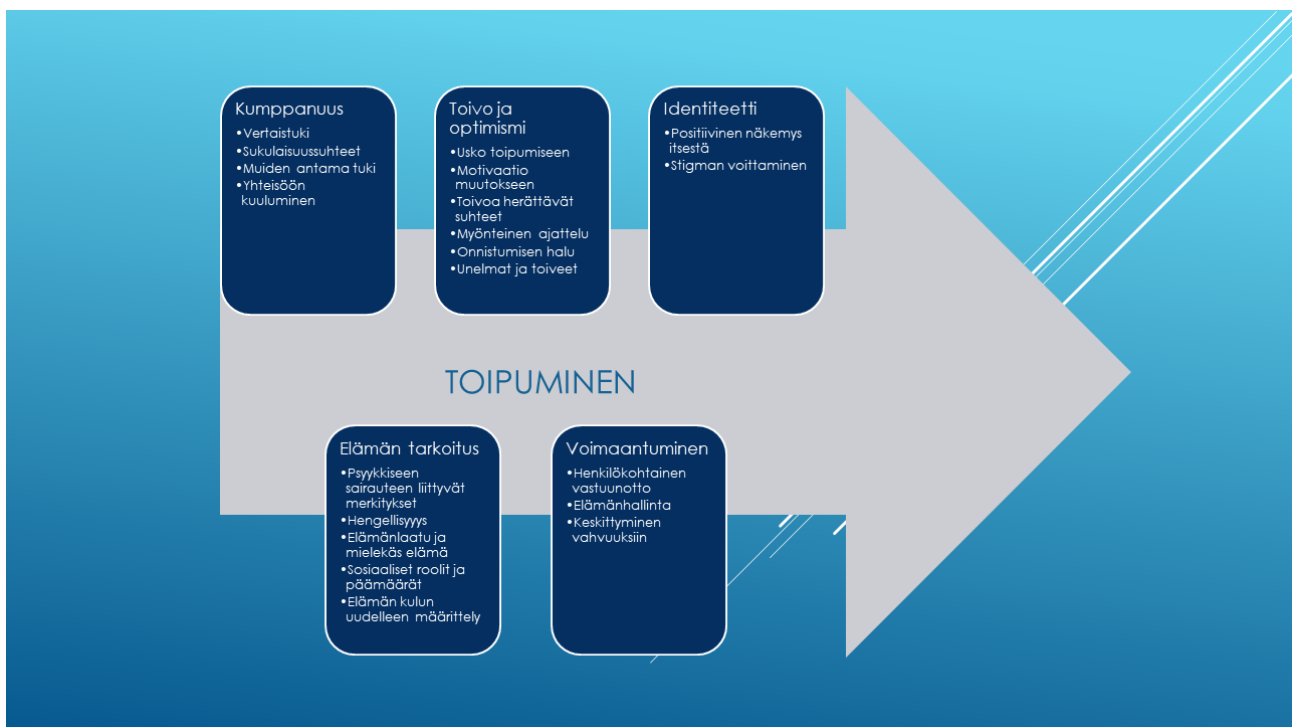 Kumppanuus
•Vertaistuki
•Sukulaisuussuhteet
•Muiden antama tuki
•Yhteisöön
kuuluminen
Toivo ja
optimismi
•Usko toipumiseen
•Motivaatio
muutokseen
•Toivoa herättävät
suhteet
•Myönteinen ajattelu
•Onnistumisen halu
•Unelmat ja toiveet
Identiteetti
•Positiivinen näkemys
itsestä
•Stigman voittaminen
TOIPUMINEN
Elämän tarkoitus
•Psyykkiseen
sairauteen liittyvät
merkitykset
•Hengellisyys
•Elämänlaatu ja
mielekäs elämä
•Sosiaaliset roolit ja
päämäärät
•Elämän kulun
uudelleen määrittely
Voimaantuminen
•Henkilökohtainen
vastuunotto
•Elämänhallinta
•Keskittyminen
vahvuuksiin